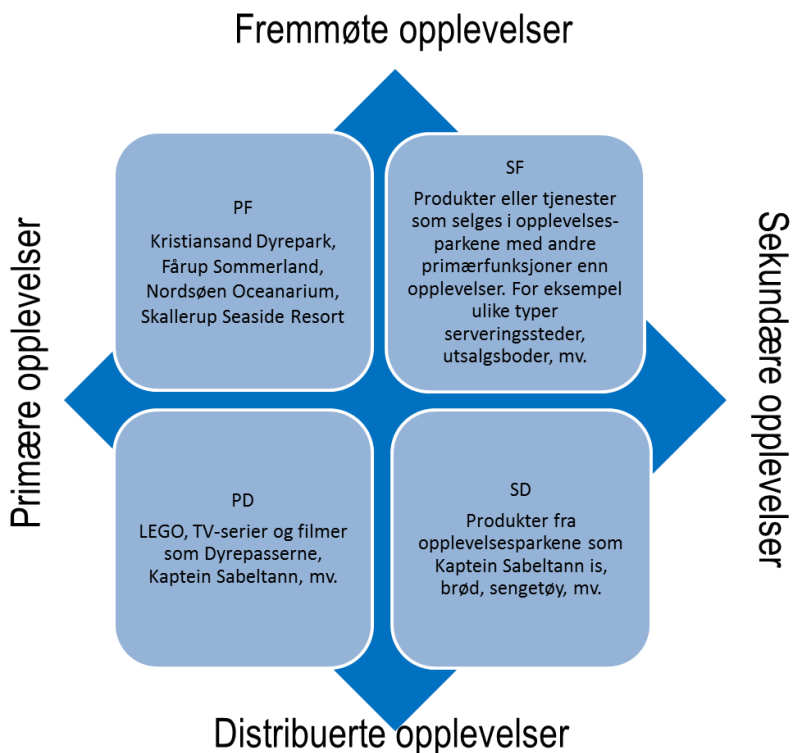 Fremmøte opplevelser
Primære opplevelser
PF
Kristiansand Dyrepark,
Fårup Sommerland,
Nordsøen Oceanarium,
Skallerup Seaside Resort
SF
Produkter eller tjenester
som selges i opplevelses-
parkene med andre
primærfunksjoner enn
opplevelser. For eksempel
ulike typer
serveringssteder,
utsalgsboder, mv.
Sekundære opplevelser
PD
LEGO, TV-serier og filmer
som Dyrepasserne,
Kaptein Sabeltann, mv.
SD
Produkter fra
opplevelsesparkene som
Kaptein Sabeltann is,
brød, sengetøy, mv.
Distribuerte opplevelser